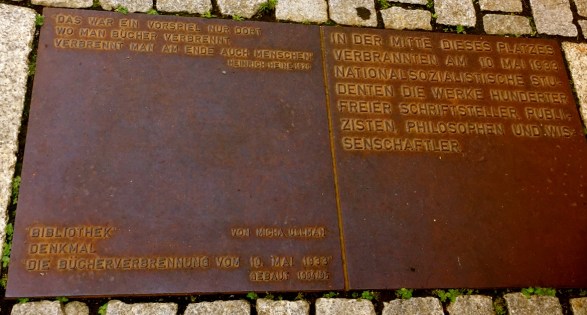 "DAS WAR EIN VORSPIEL NUR, DORT
WO MAN BÜCHER VERBRENNT,
VERBRENNT MAN AM ENDE AUCH MENSCHEN"
HEINRICH HEINE 1820
"BIBLIOTHEK"
VON MICHA ULLMAN
DENKMAL
DIE BÜCHERVERBRENNUNG VOM 10. MAI 1933
GEBAUT 1994/95
IN DER MITTE DIESES PLATZES
VERBRANNTEN AM 10. MAI 1933
NATIONALSOZIALISTISCHE STU-
DENTEN DIE WERKE HUNDERTER
FREIER SCHRIFTSTELLER, PUBLI-
ZISTEN, PHILOSOPHEN UND WIS-
SENSCHAFTLER.